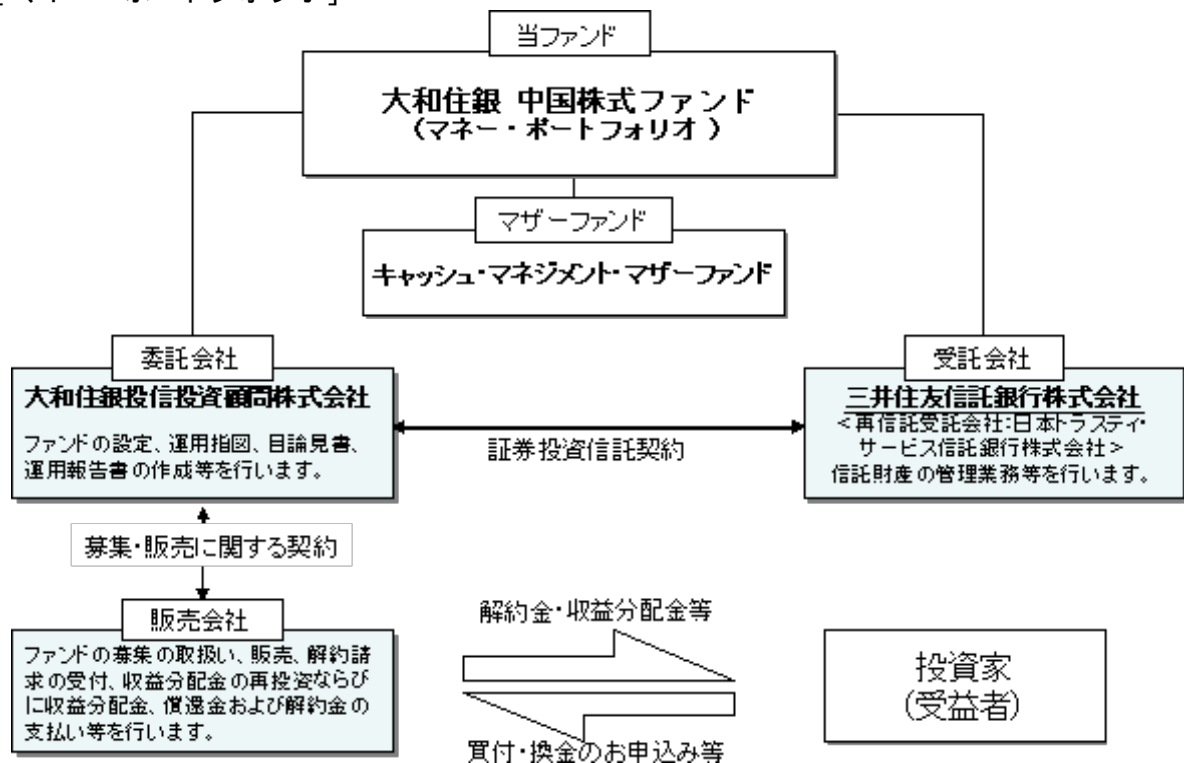 [マネー・ポートフォリオ]
当ファンド
大和住銀 中国株式ファンド
(マネー・ポートフォリオ)
マザーファンド
キャッシュ・マネジメント・マザーファンド
委託会社
大和住銀投信投資顧問株式会社
ファンドの設定、運用指図、目論見書、
運用報告書の作成等を行います。
証券投資信託契約
受託会社
三井住友信託銀行株式会社
<再信託受託会社:日本トラスティ・
サービス信託銀行株式会社>
信託財産の管理業務等を行います。
募集・販売に関する契約
販売会社
ファンドの募集の取扱い、販売、解約請
求の受付、収益分配金の再投資ならび
に収益分配金、償還金および解約金の
支払い等を行います。
解約金・収益分配金等
買付・換金のお申込み等
投資家
(受益者)